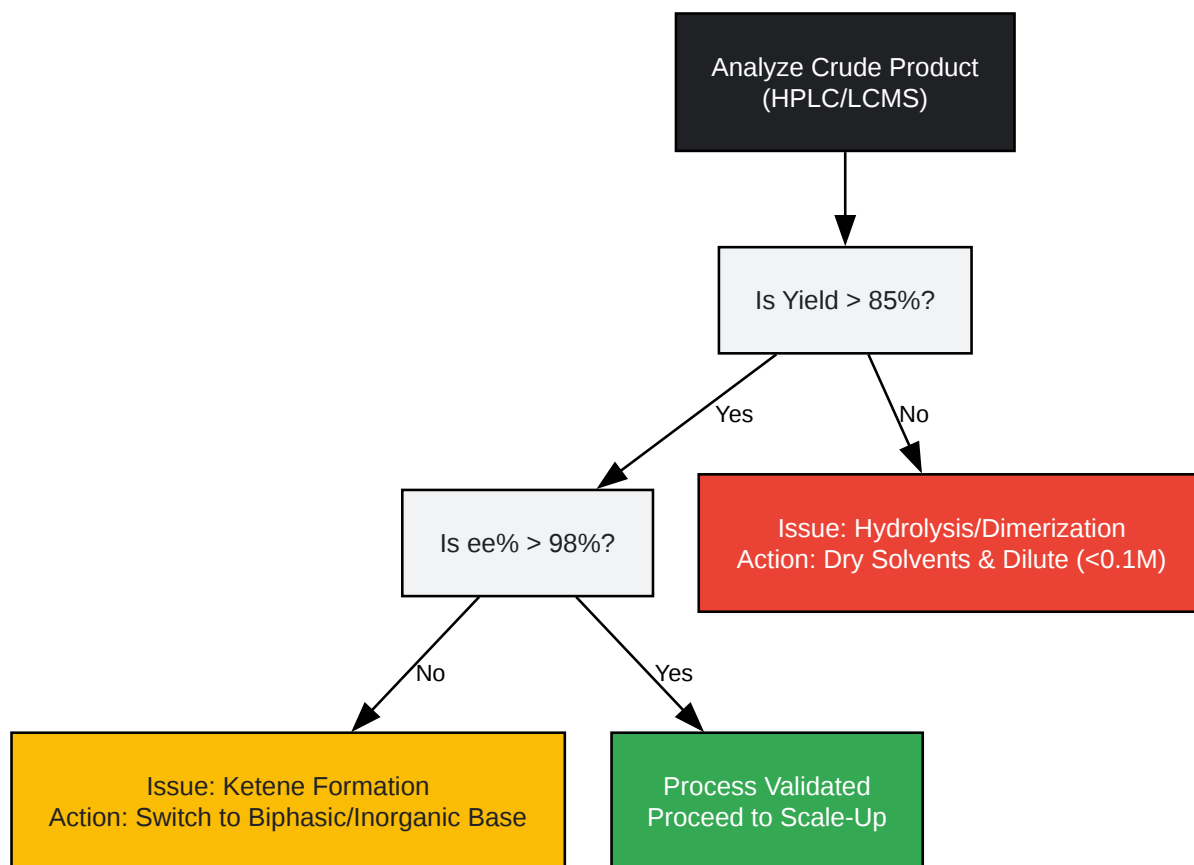 Analyze Crude Product
(HPLC/LCMS)
Is Yield > 85%?
Yes
No
Is ee% > 98%?
Issue: Hydrolysis/Dimerization
Action: Dry Solvents & Dilute (<0.1M)
No
Yes
Issue: Ketene Formation
Action: Switch to Biphasic/Inorganic Base
Process Validated
Proceed to Scale-Up